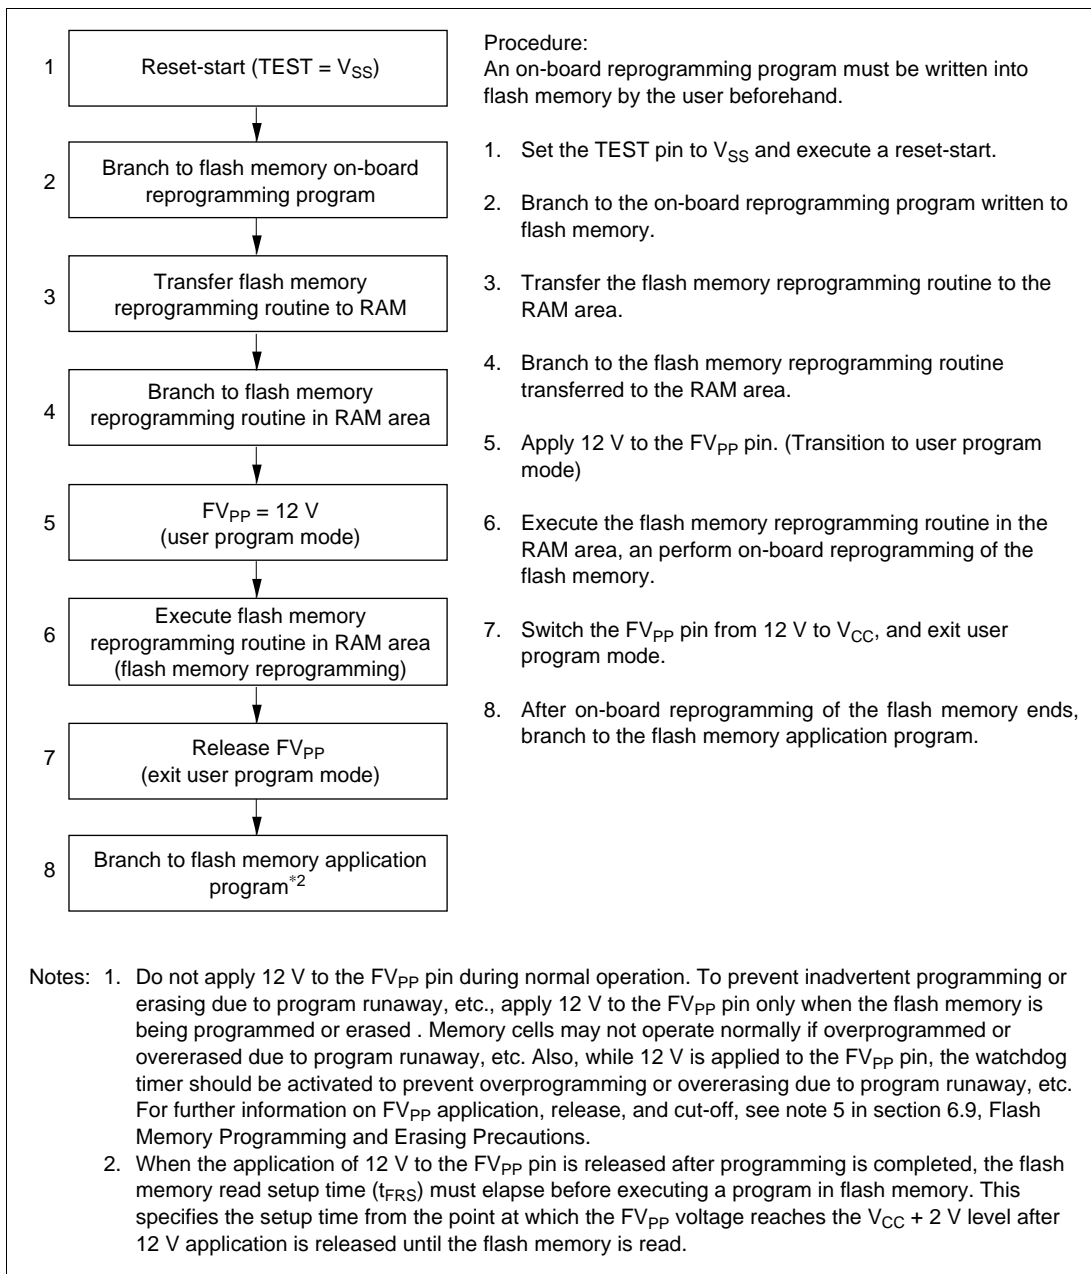 1
Reset-start (TEST = VSS)
2
Branch to flash memory on-board
reprogramming program
3
Transfer flash memory
reprogramming routine to RAM
4
Branch to flash memory
reprogramming routine in RAM area
5
FVPP = 12 V
(user program mode)
6
Execute flash memory
reprogramming routine in RAM area
(flash memory reprogramming)
7
Release FVPP
(exit user program mode)
8
Branch to flash memory application
program*2
Procedure:
An on-board reprogramming program must be written into
flash memory by the user beforehand.
1. Set the TEST pin to VSS and execute a reset-start.
2. Branch to the on-board reprogramming program written to
flash memory.
3. Transfer the flash memory reprogramming routine to the
RAM area.
4. Branch to the flash memory reprogramming routine
transferred to the RAM area.
5. Apply 12 V to the FVPP pin. (Transition to user program
mode)
6. Execute the flash memory reprogramming routine in the
RAM area, an perform on-board reprogramming of the
flash memory.
7. Switch the FVPP pin from 12 V to VCC, and exit user
program mode.
8. After on-board reprogramming of the flash memory ends,
branch to the flash memory application program.
Notes: 1. Do not apply 12 V to the FVPP pin during normal operation. To prevent inadvertent programming or
erasing due to program runaway, etc., apply 12 V to the FVPP pin only when the flash memory is
being programmed or erased . Memory cells may not operate normally if overprogrammed or
overerased due to program runaway, etc. Also, while 12 V is applied to the FVPP pin, the watchdog
timer should be activated to prevent overprogramming or overerasing due to program runaway, etc.
For further information on FVPP application, release, and cut-off, see note 5 in section 6.9, Flash
Memory Programming and Erasing Precautions.
2. When the application of 12 V to the FVPP pin is released after programming is completed, the flash
memory read setup time (tFRS) must elapse before executing a program in flash memory. This
specifies the setup time from the point at which the FVPP voltage reaches the VCC + 2 V level after
12 V application is released until the flash memory is read.